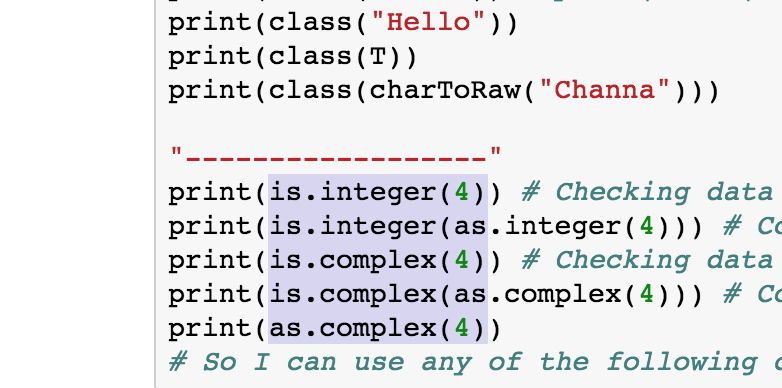 print(class("Hello"))
print(class(T))
print(class(charToRaw("Channa")))
"------------------"
print(is.integer(4)) # Checking data
print(is.integer(as.integer(4))) # Co
print(is.complex(4)) # Checking data
print(is.complex(as.complex(4))) # Co
print(as.complex(4))
# So I can use any of the following